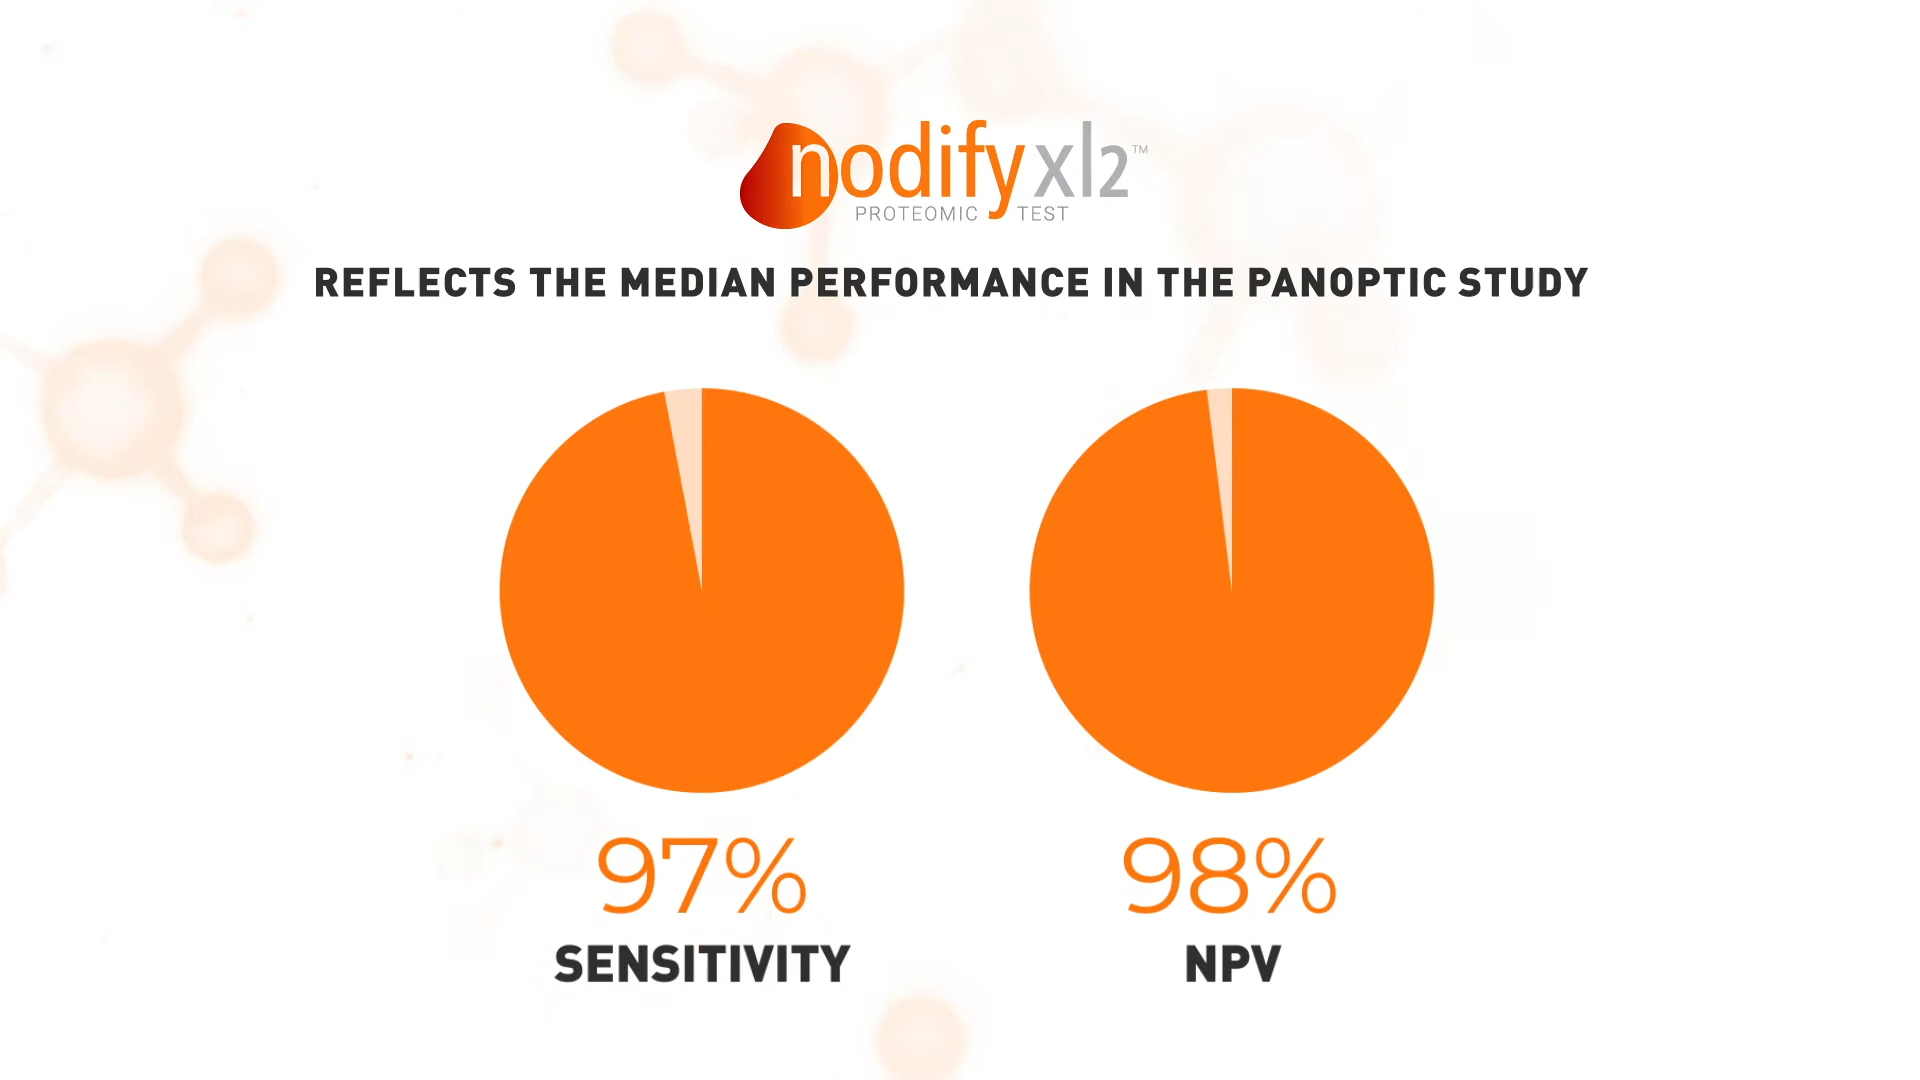 nodify xl2™
PROTEOMIC TEST
REFLECTS THE MEDIAN PERFORMANCE IN THE PANOPTIC STUDY
97% 98%
SENSITIVITY NPV